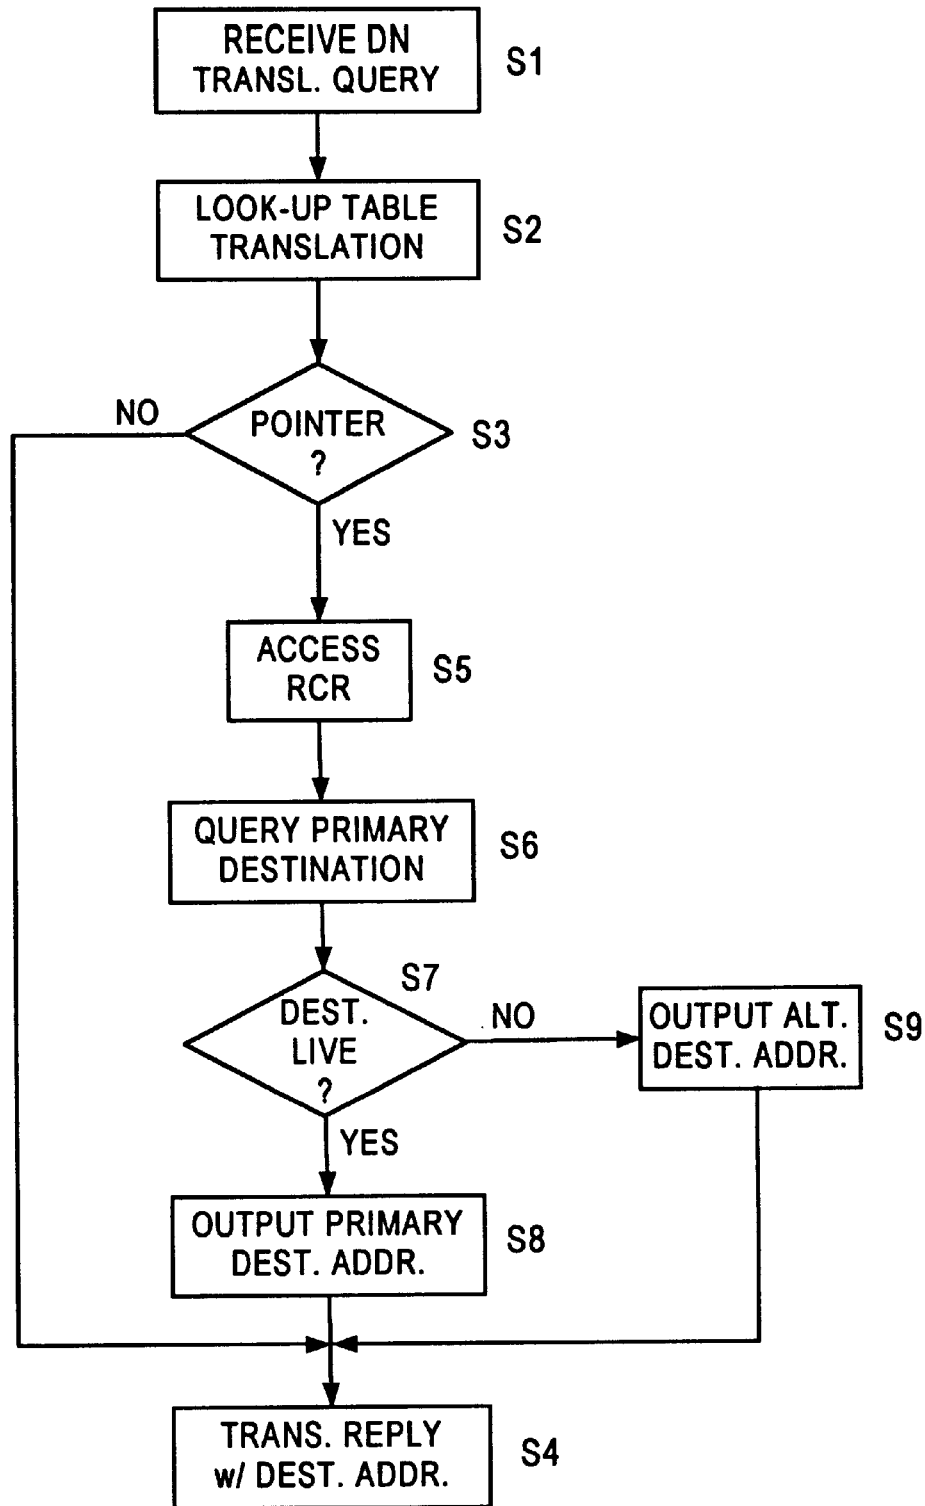 RECEIVE DN
TRANSL. QUERY
S1
LOOK-UP TABLE
TRANSLATION
S2
NO
POINTER
?
S3
YES
ACCESS
RCR
S5
QUERY PRIMARY
DESTINATION
S6
S7
DEST.
LIVE
?
NO
OUTPUT ALT.
DEST. ADDR.
S9
YES
OUTPUT PRIMARY
DEST. ADDR.
S8
TRANS. REPLY
w/ DEST. ADDR.
S4